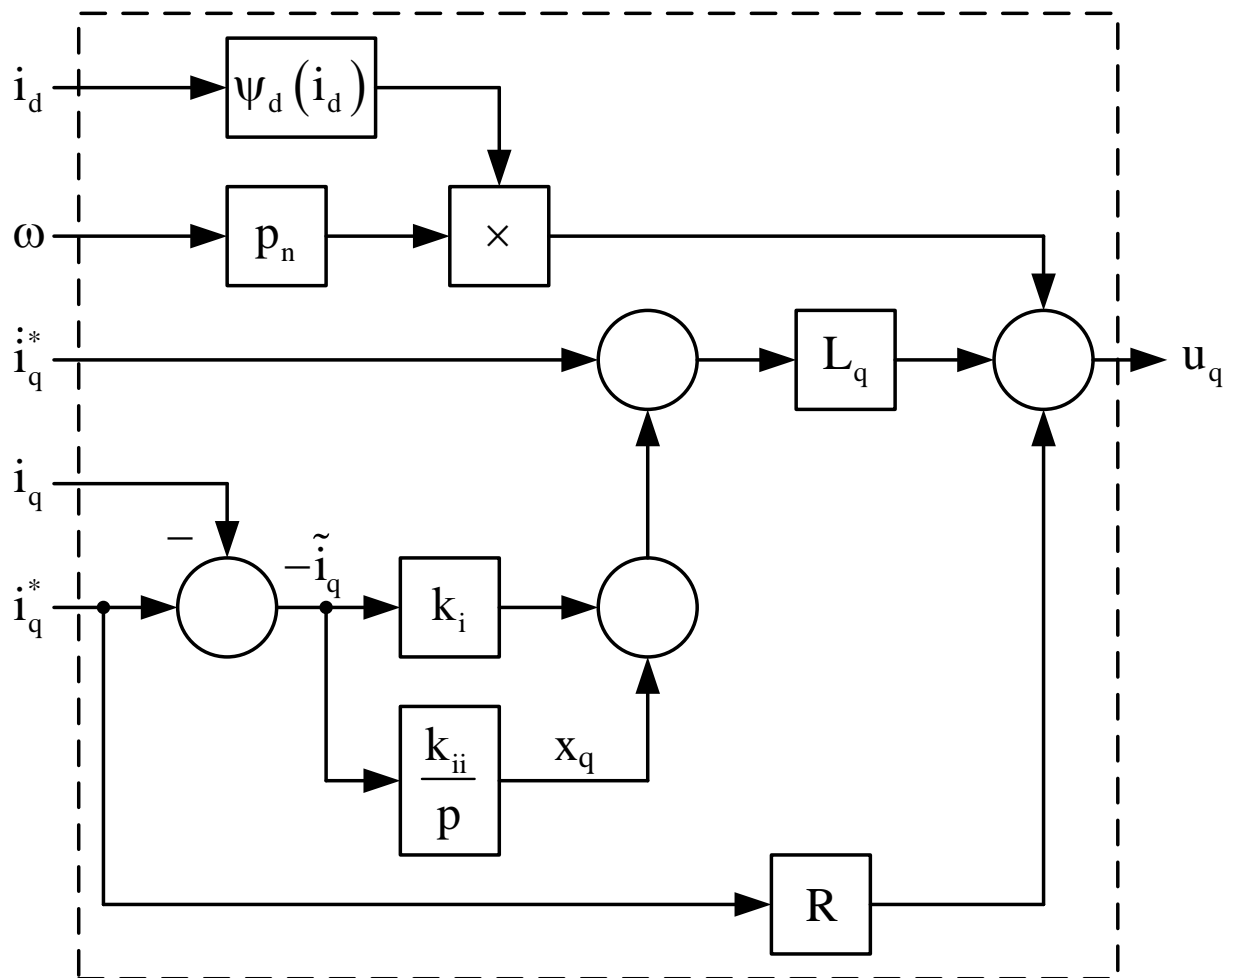 i_d ψ_d(i_d)
ω p_n ×
i̇_q^* L_q u_q
i_q
−
i_q^* −ĩ_q k_i
k_ii
p
x_q
R